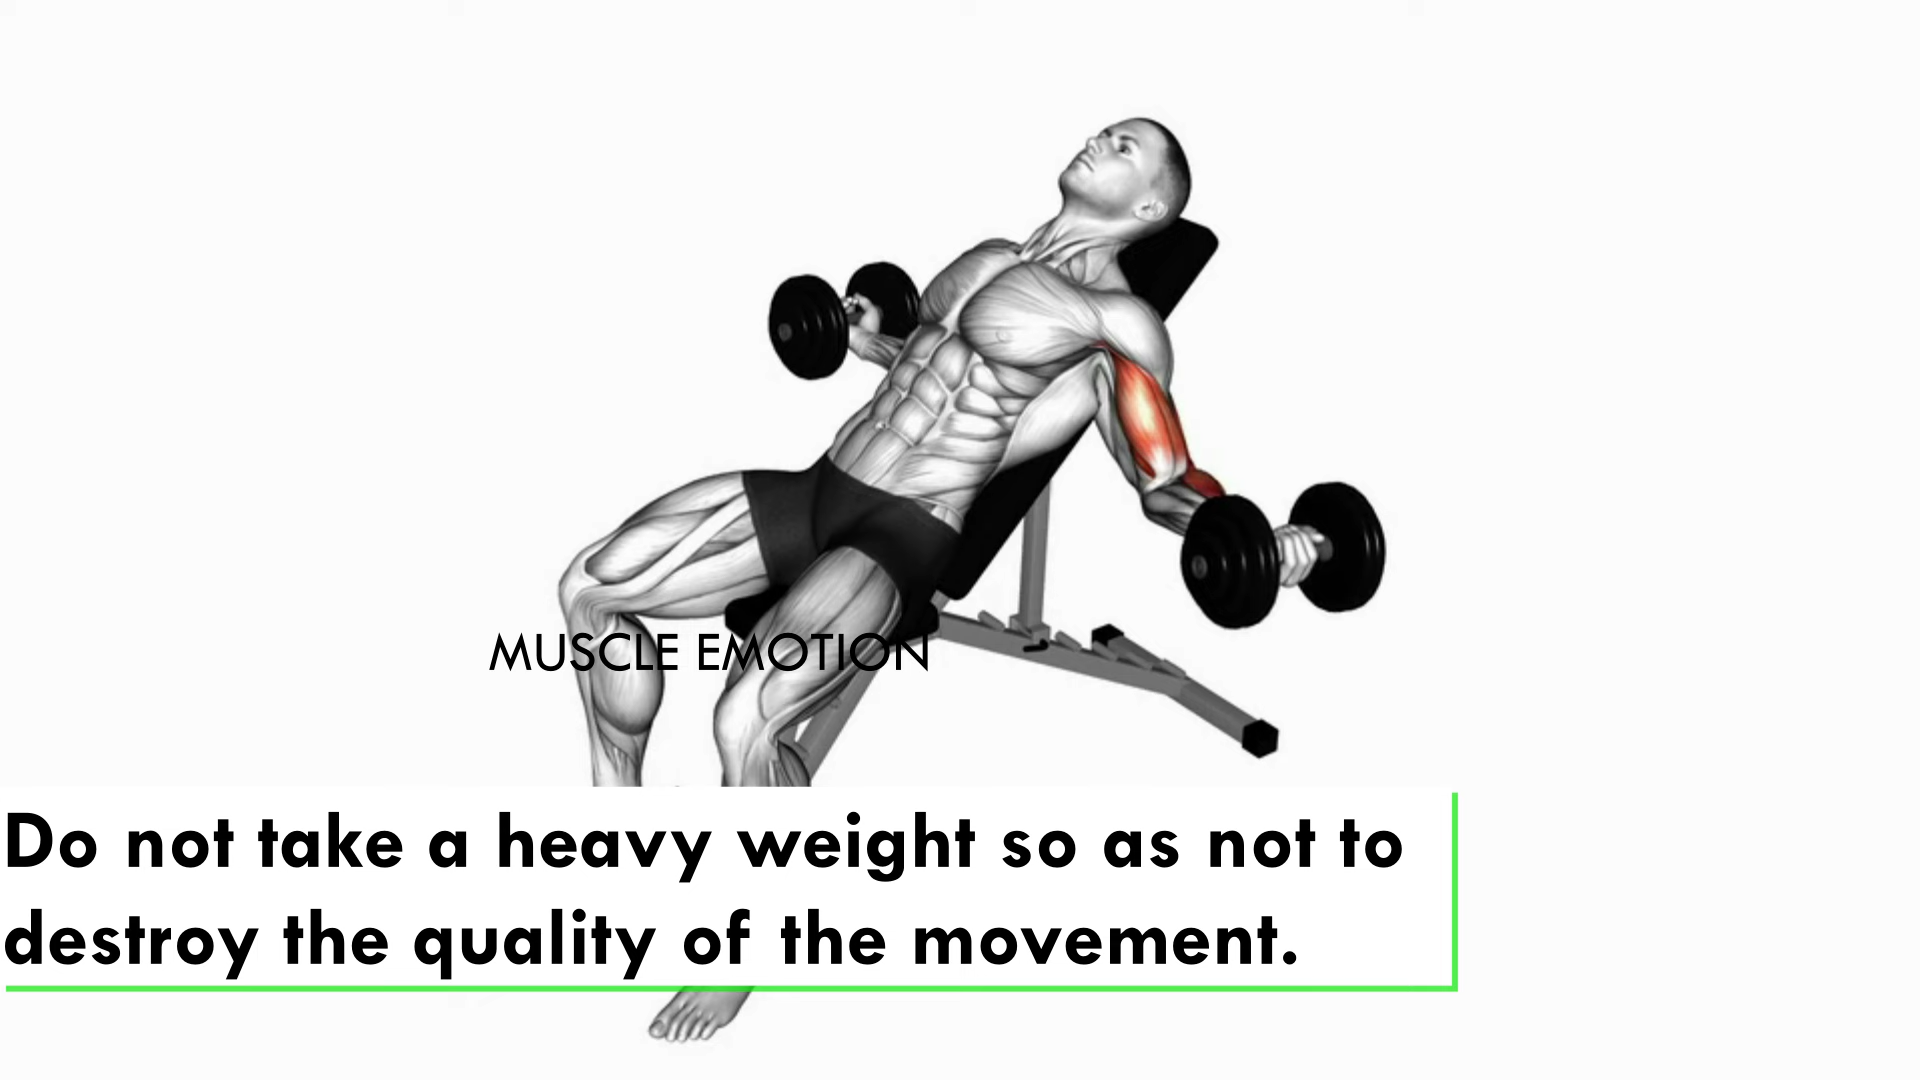 MUSCLE EMOTION
Do not take a heavy weight so as not to
destroy the quality of the movement.